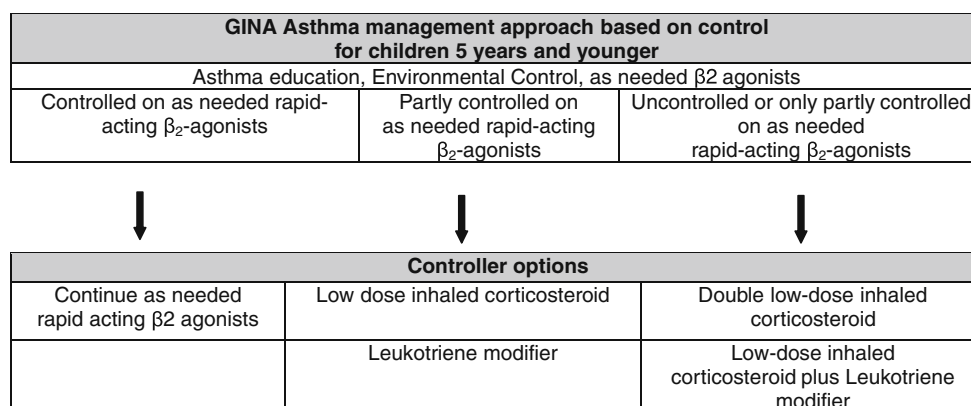 GINA Asthma management approach based on control
for children 5 years and younger
Asthma education, Environmental Control, as needed β2 agonists
Controlled on as needed rapid-
acting β₂-agonists
Partly controlled on
as needed rapid-acting
β₂-agonists
Uncontrolled or only partly controlled
on as needed
rapid-acting β₂-agonists
Controller options
Continue as needed
rapid acting β2 agonists
Low dose inhaled corticosteroid
Double low-dose inhaled
corticosteroid
Leukotriene modifier
Low-dose inhaled
corticosteroid plus Leukotriene
modifier